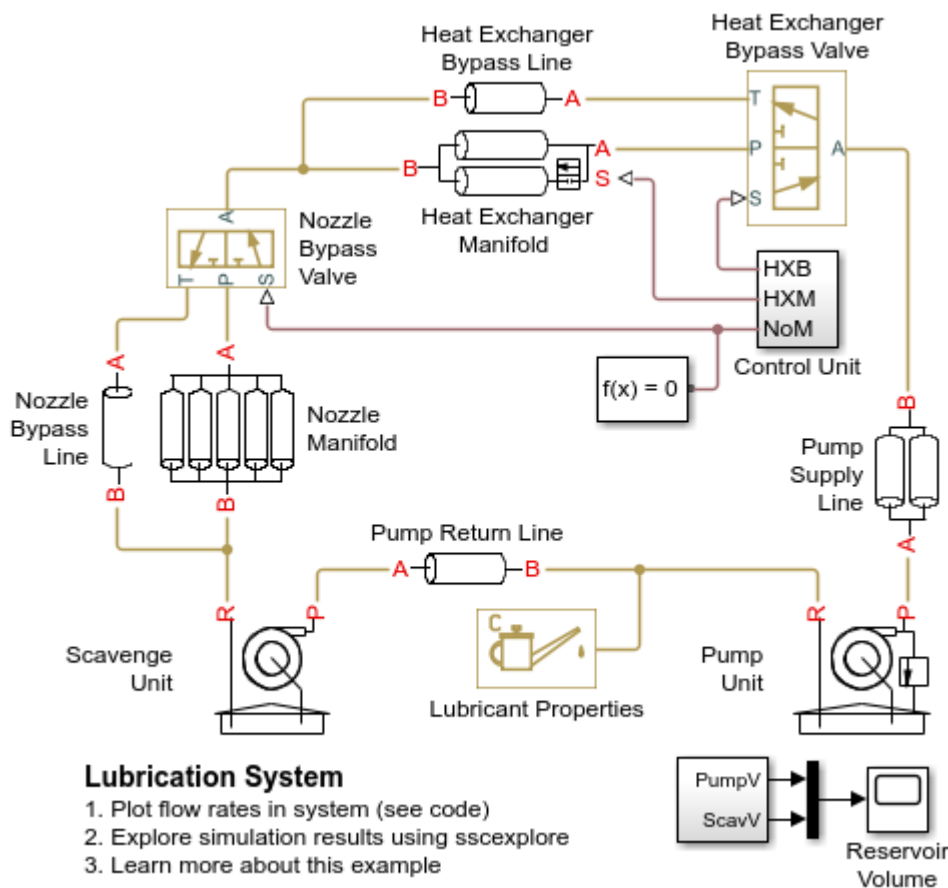 Heat Exchanger
Bypass Line
Heat Exchanger
Bypass Valve
B
A
T
B
A
S
P
A
S
Heat Exchanger
Manifold
A
Nozzle
Bypass
Valve
T
P
S
HXB
HXM
NoM
Control Unit
f(x) = 0
A
A
Nozzle
Bypass
Line
Nozzle
Manifold
B
B
B
Pump
Supply
Line
A
Pump Return Line
A
B
R
P
R
P
Scavenge
Unit
C
Lubricant Properties
Pump
Unit
Lubrication System
1. Plot flow rates in system (see code)
2. Explore simulation results using sscexplore
3. Learn more about this example
PumpV
ScavV
Reservoir
Volume